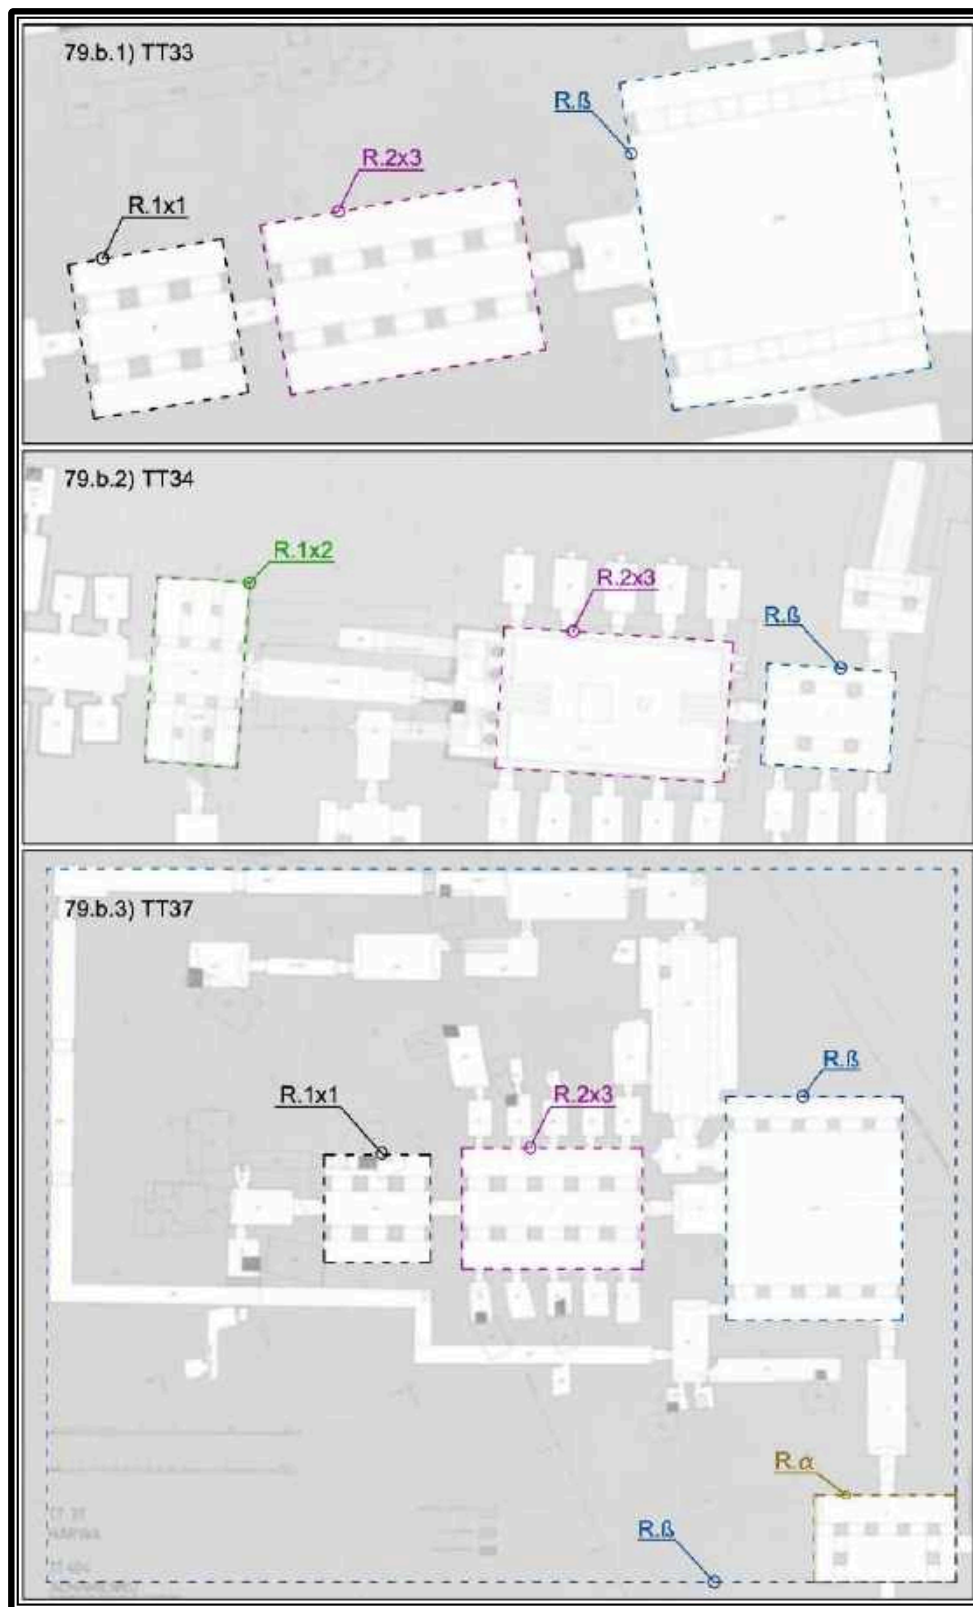 79.b.1) TT33
R.ß
R.2x3
R.1x1
79.b.2) TT34
R.1x2
R.2x3
R.ß
79.b.3) TT37
R.ß
R.1x1
R.2x3
R.α
R.ß
HARWA